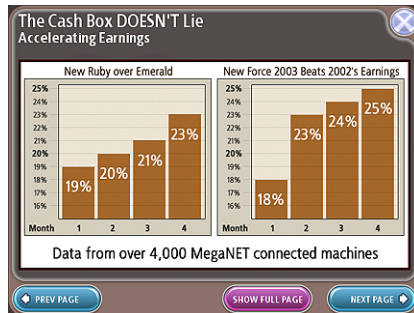 The Cash Box DOESN'T Lie
Accelerating Earnings
New Ruby over Emerald
25%
24%
23%
22%
21%
20%
19%
18%
17%
16%
19%
20%
21%
23%
Month 1 2 3 4
New Force 2003 Beats 2002's Earnings
25%
24%
23%
22%
21%
20%
19%
18%
17%
16%
18%
23%
24%
25%
Month 1 2 3 4
Data from over 4,000 MegaNET connected machines
PREV PAGE
SHOW FULL PAGE
NEXT PAGE